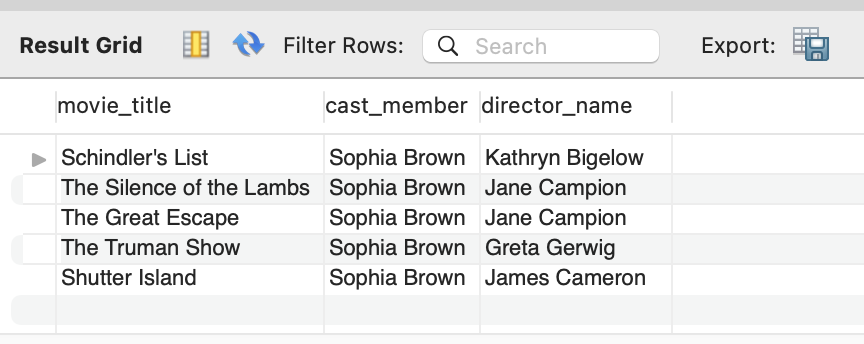 Result Grid Filter Rows: Search Export:
movie_title cast_member director_name
Schindler's List Sophia Brown Kathryn Bigelow
The Silence of the Lambs Sophia Brown Jane Campion
The Great Escape Sophia Brown Jane Campion
The Truman Show Sophia Brown Greta Gerwig
Shutter Island Sophia Brown James Cameron